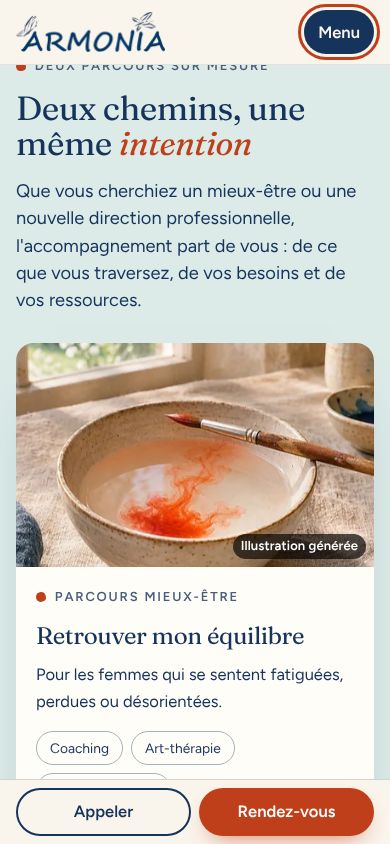 ARMONIA
Menu
DEUX PARCOURS SUR MESURE
Deux chemins, une
même intention
Que vous cherchiez un mieux-être ou une
nouvelle direction professionnelle,
l'accompagnement part de vous : de ce
que vous traversez, de vos besoins et de
vos ressources.
Illustration générée
PARCOURS MIEUX-ÊTRE
Retrouver mon équilibre
Pour les femmes qui se sentent fatiguées,
perdues ou désorientées.
Coaching
Art-thérapie
Appeler
Rendez-vous